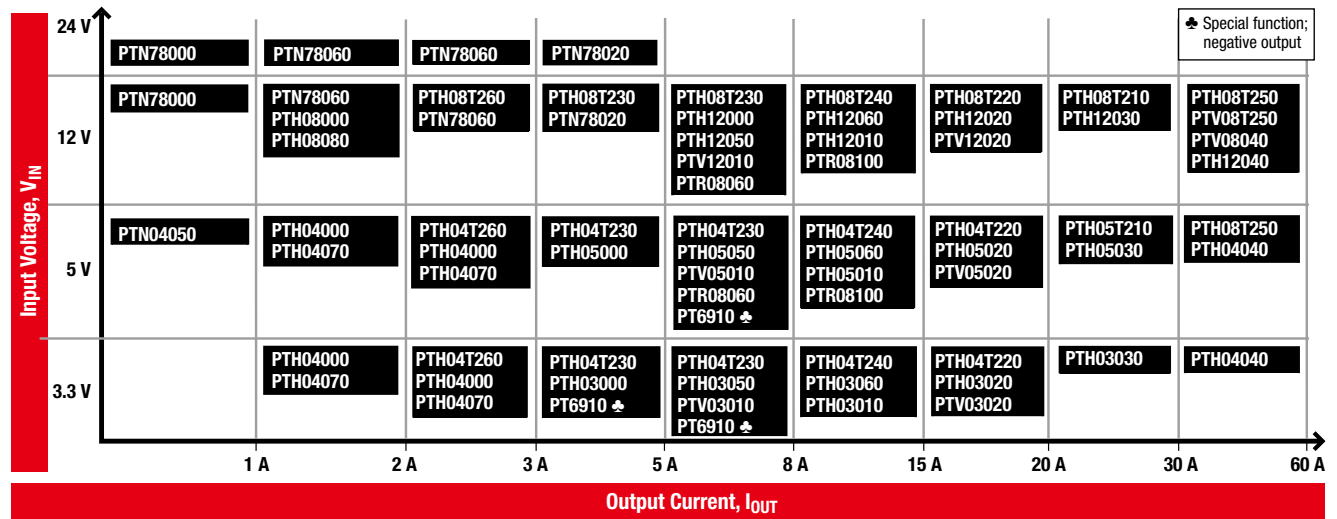 ♣ Special function;
negative output
Input Voltage, VIN
24 V
PTN78000
PTN78060
PTN78060
PTN78020
12 V
PTN78000
PTN78060
PTH08000
PTH08080
PTH08T260
PTN78060
PTH08T230
PTN78020
PTH08T230
PTH12000
PTH12050
PTV12010
PTR08060
PTH08T240
PTH12060
PTH12010
PTR08100
PTH08T220
PTH12020
PTV12020
PTH08T210
PTH12030
PTH08T250
PTV08T250
PTV08040
PTH12040
5 V
PTN04050
PTH04000
PTH04070
PTH04T260
PTH04000
PTH04070
PTH04T230
PTH05000
PTH04T230
PTH05050
PTV05010
PTR08060
PT6910 ♣
PTH04T240
PTH05060
PTH05010
PTR08100
PTH04T220
PTH05020
PTV05020
PTH05T210
PTH05030
PTH08T250
PTH04040
3.3 V
PTH04000
PTH04070
PTH04T260
PTH04000
PTH04070
PTH04T230
PTH03000
PT6910 ♣
PTH04T230
PTH03050
PTV03010
PT6910 ♣
PTH04T240
PTH03060
PTH03010
PTH04T220
PTH03020
PTV03020
PTH03030
PTH04040
1 A
2 A
3 A
5 A
8 A
15 A
20 A
30 A
60 A
Output Current, IOUT